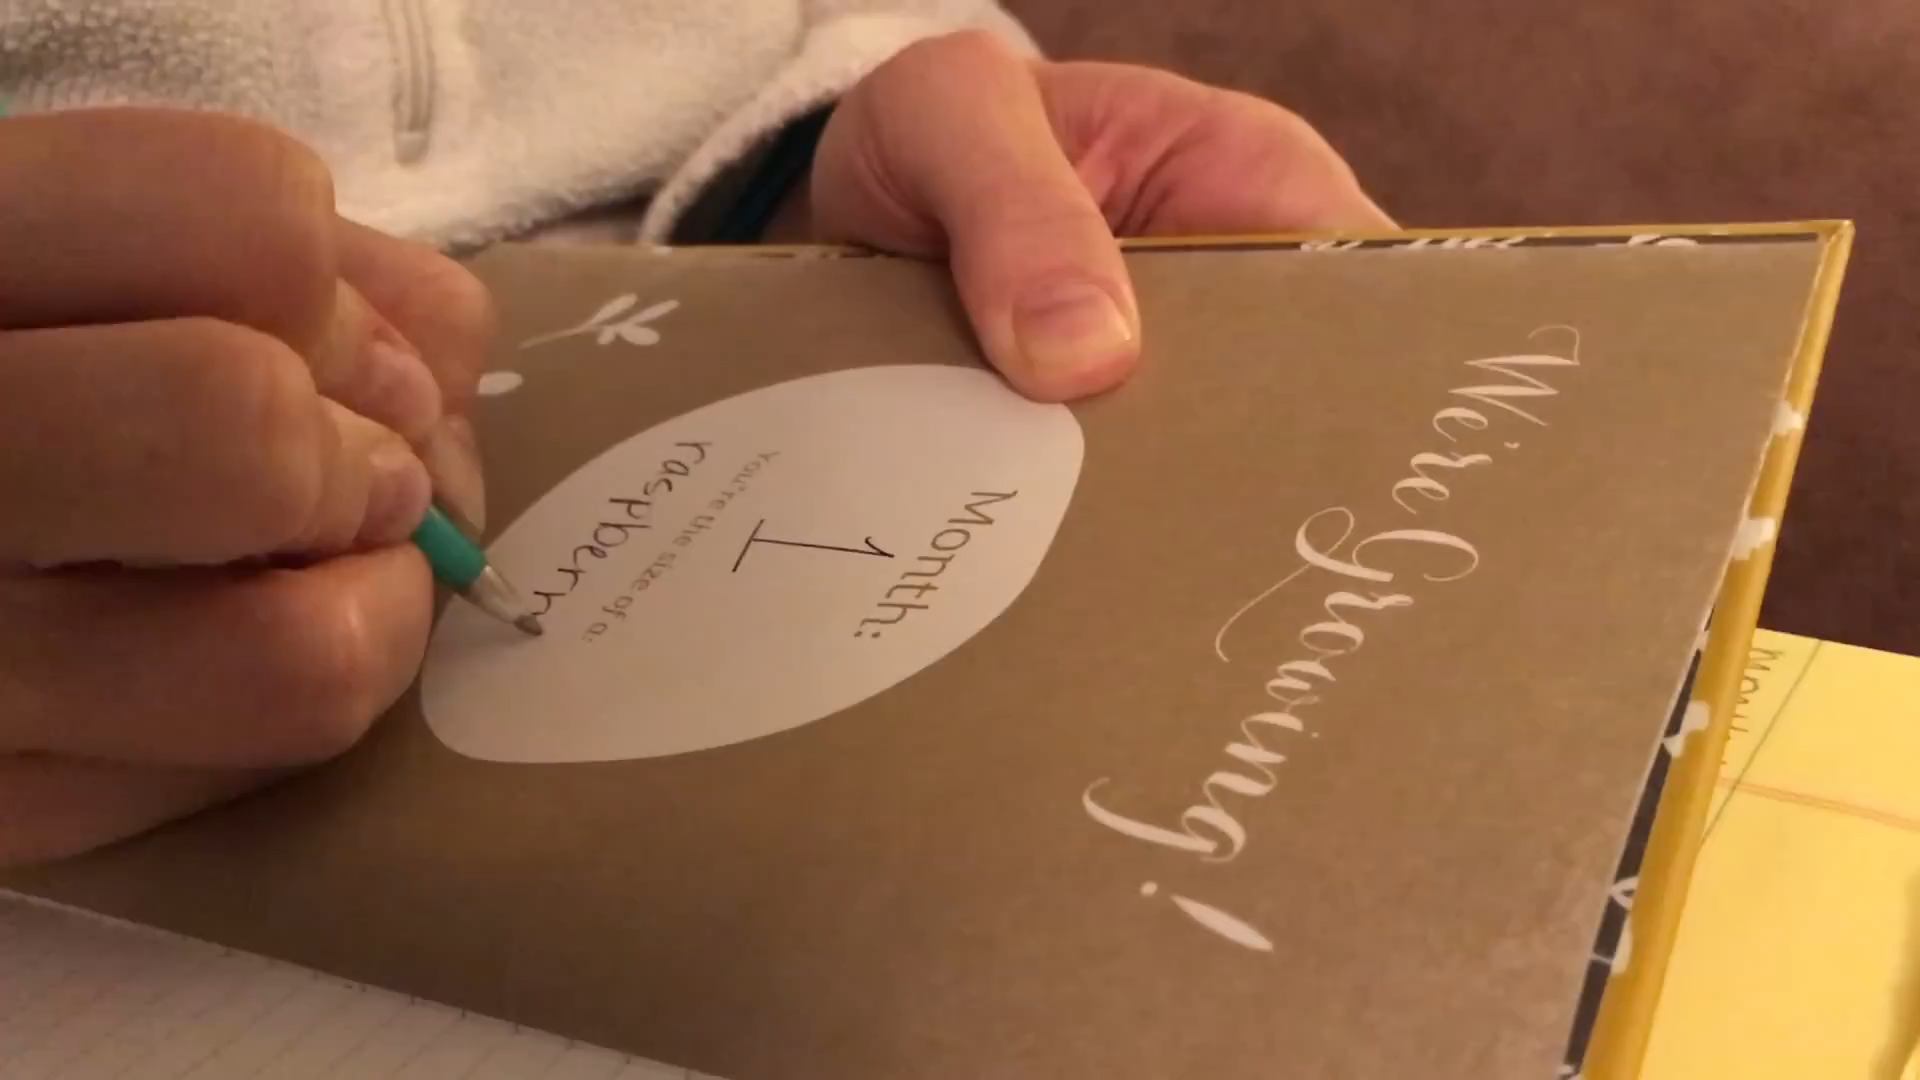 We're Growing!
Month:
1
You're the size of a:
raspberr